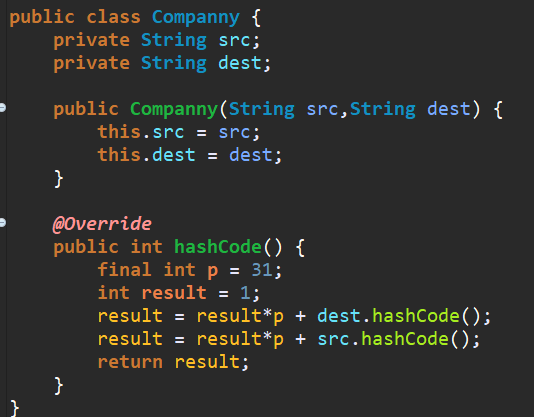 public class Companny {
    private String src;
    private String dest;

    public Companny(String src,String dest) {
        this.src = src;
        this.dest = dest;
    }

    @Override
    public int hashCode() {
        final int p = 31;
        int result = 1;
        result = result*p + dest.hashCode();
        result = result*p + src.hashCode();
        return result;
    }
}